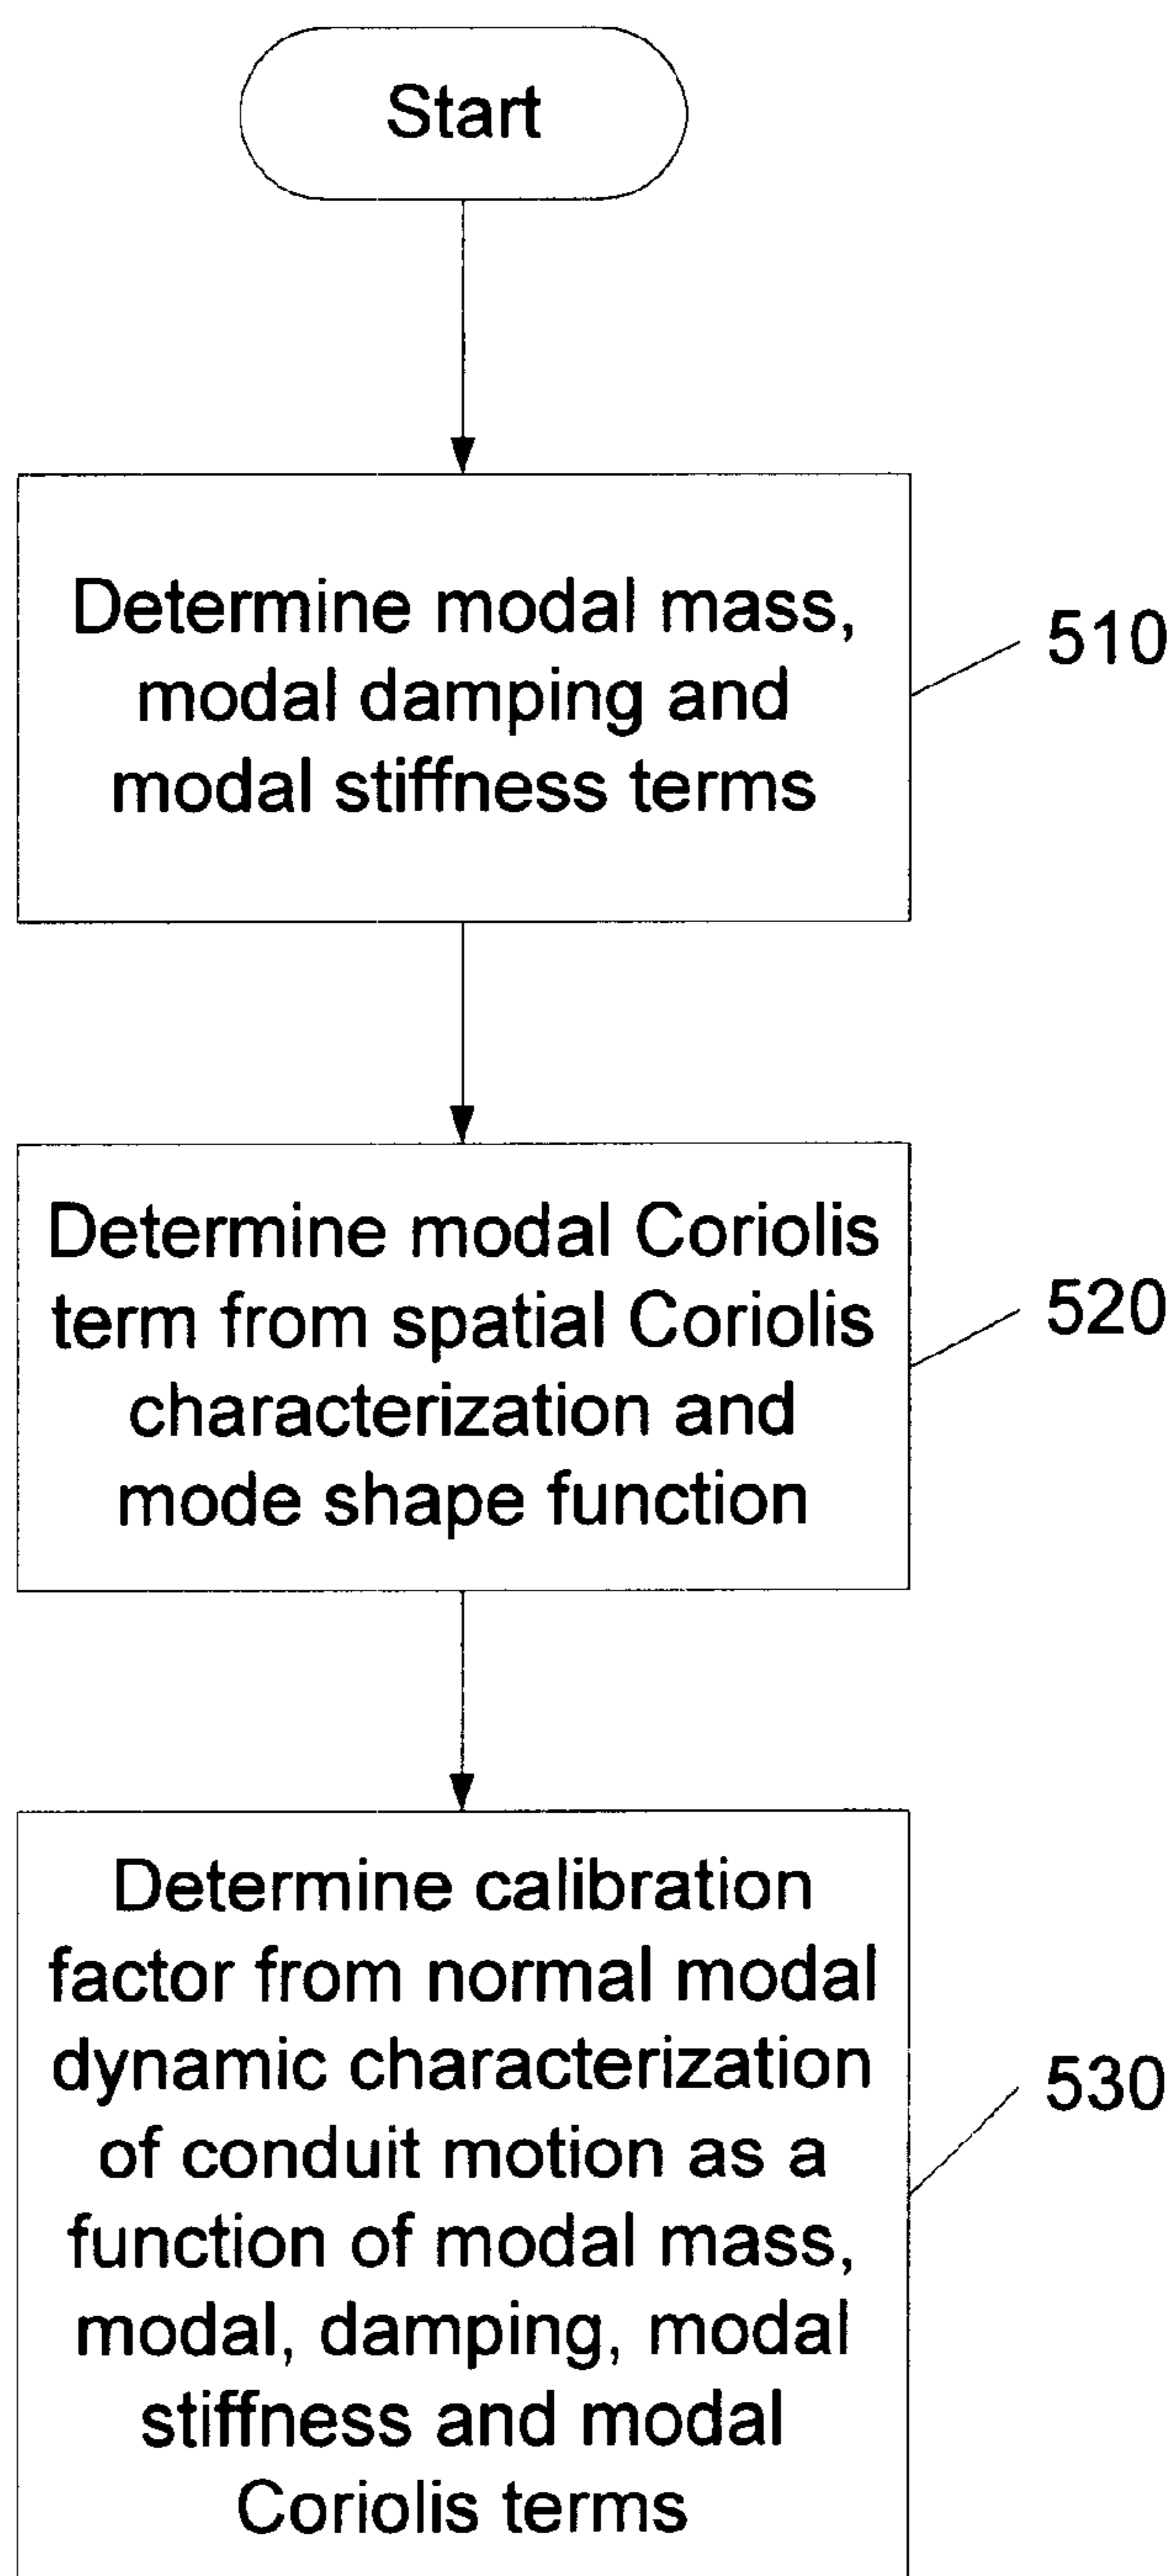 Start
Determine modal mass,
modal damping and
modal stiffness terms
510
Determine modal Coriolis
term from spatial Coriolis
characterization and
mode shape function
520
Determine calibration
factor from normal modal
dynamic characterization
of conduit motion as a
function of modal mass,
modal, damping, modal
stiffness and modal
Coriolis terms
530